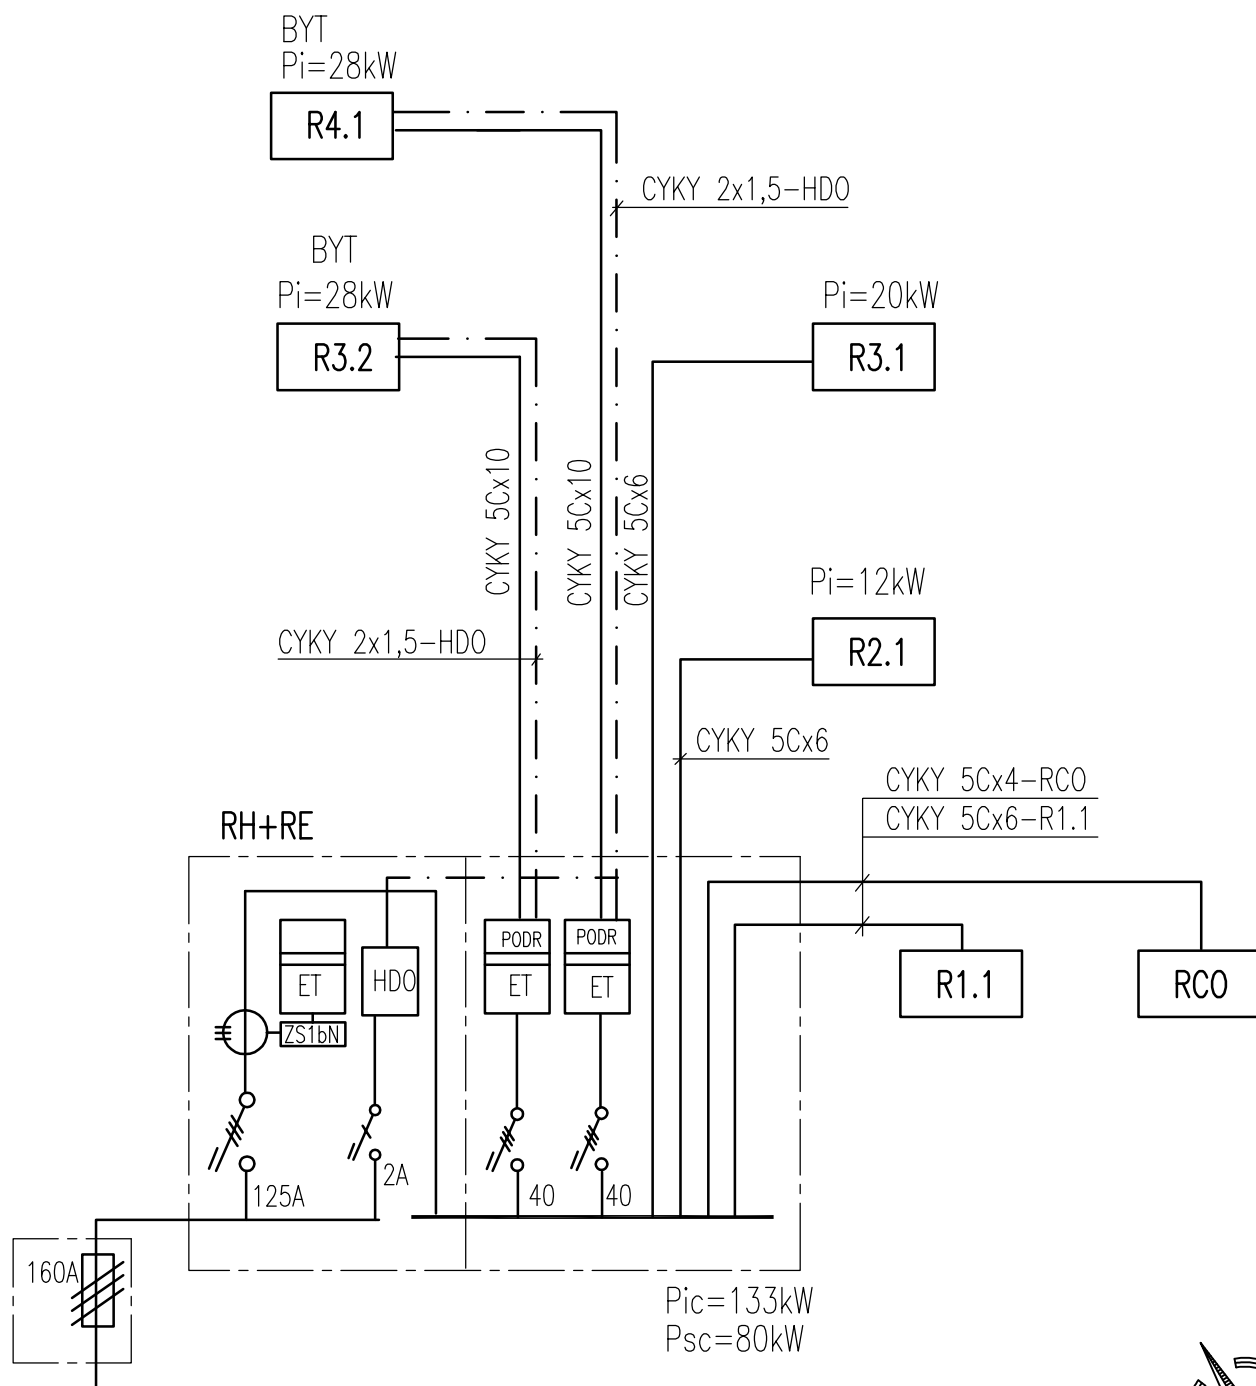 BYT
Pi=28kW
R4.1
CYKY 2x1,5-HDO
BYT
Pi=28kW
R3.2
Pi=20kW
R3.1
CYKY 5Cx10
CYKY 5Cx10
CYKY 5Cx6
Pi=12kW
R2.1
CYKY 2x1,5-HDO
CYKY 5Cx6
CYKY 5Cx4-RCO
CYKY 5Cx6-R1.1
RH+RE
PODR
PODR
ET
HDO
ET
ET
R1.1
RCO
ZS1bN
125A
2A
40
40
160A
Pic=133kW
Psc=80kW